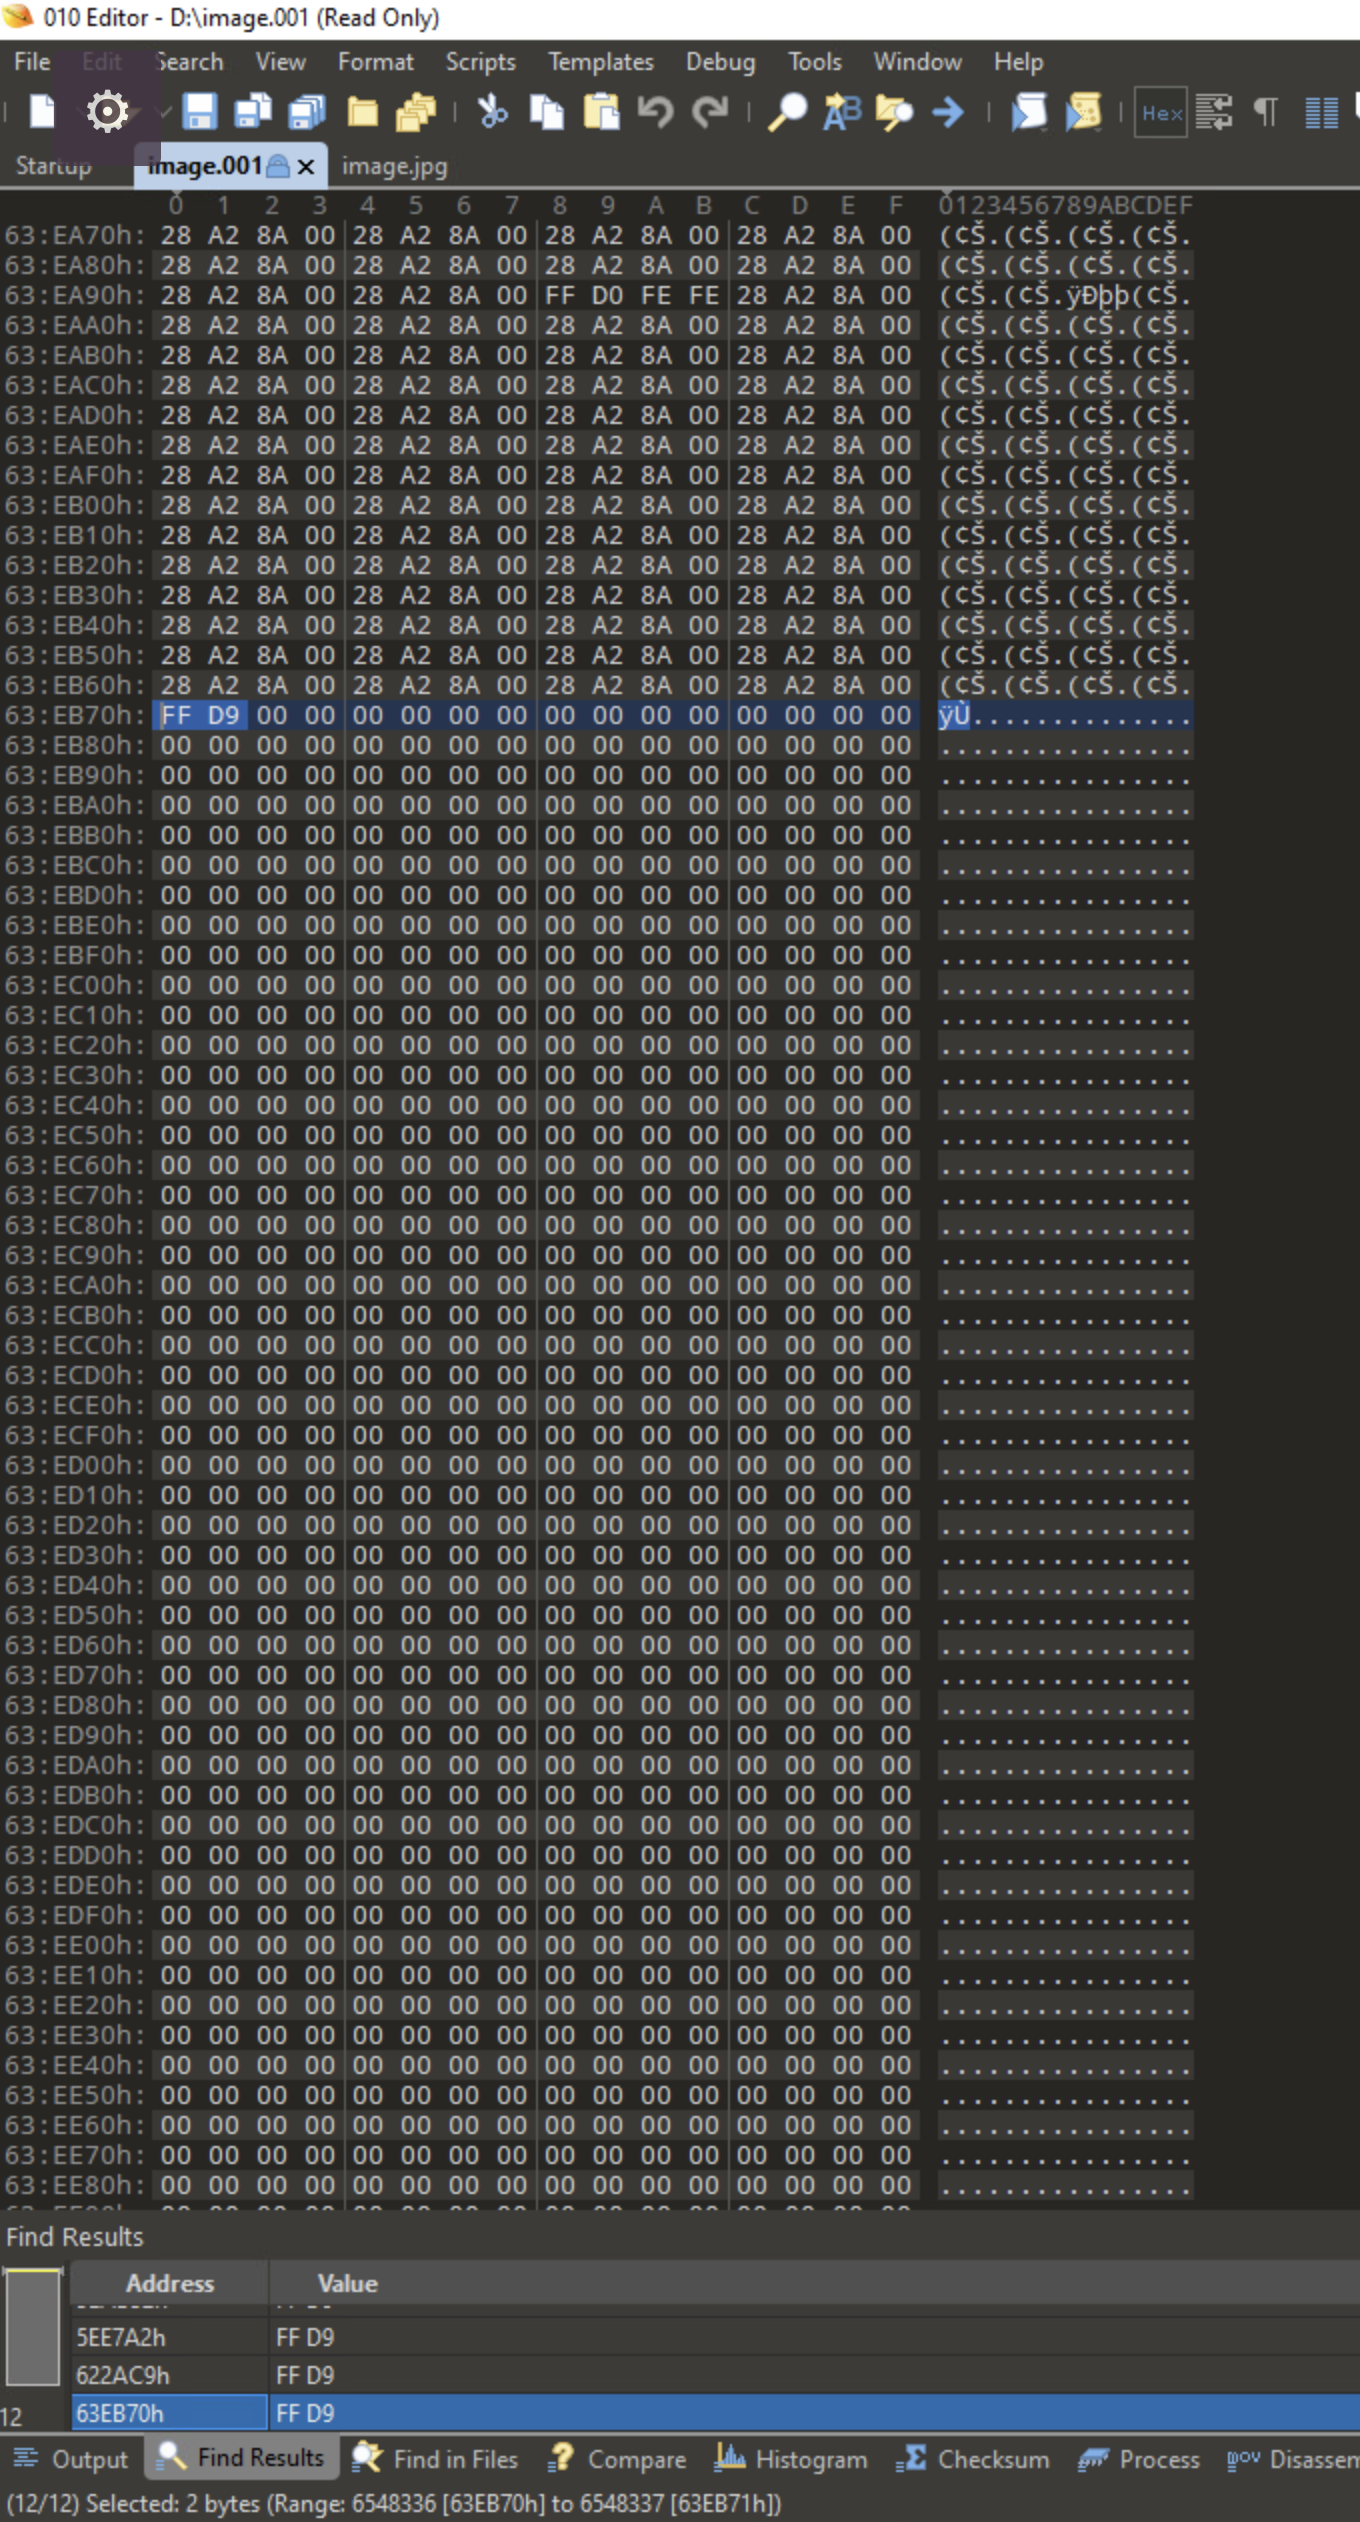 010 Editor - D:\image.001 (Read Only)
File Edit Search View Format Scripts Templates Debug Tools Window Help
Hex
Startup image.001 × image.jpg
0 1 2 3 4 5 6 7 8 9 A B C D E F 0123456789ABCDEF
63:EA70h: 28 A2 8A 00 28 A2 8A 00 28 A2 8A 00 28 A2 8A 00 (¢Š.(¢Š.(¢Š.(¢Š.
63:EA80h: 28 A2 8A 00 28 A2 8A 00 28 A2 8A 00 28 A2 8A 00 (¢Š.(¢Š.(¢Š.(¢Š.
63:EA90h: 28 A2 8A 00 28 A2 8A 00 FF D0 FE FE 28 A2 8A 00 (¢Š.(¢Š.ÿÐþþ(¢Š.
63:EAA0h: 28 A2 8A 00 28 A2 8A 00 28 A2 8A 00 28 A2 8A 00 (¢Š.(¢Š.(¢Š.(¢Š.
63:EAB0h: 28 A2 8A 00 28 A2 8A 00 28 A2 8A 00 28 A2 8A 00 (¢Š.(¢Š.(¢Š.(¢Š.
63:EAC0h: 28 A2 8A 00 28 A2 8A 00 28 A2 8A 00 28 A2 8A 00 (¢Š.(¢Š.(¢Š.(¢Š.
63:EAD0h: 28 A2 8A 00 28 A2 8A 00 28 A2 8A 00 28 A2 8A 00 (¢Š.(¢Š.(¢Š.(¢Š.
63:EAE0h: 28 A2 8A 00 28 A2 8A 00 28 A2 8A 00 28 A2 8A 00 (¢Š.(¢Š.(¢Š.(¢Š.
63:EAF0h: 28 A2 8A 00 28 A2 8A 00 28 A2 8A 00 28 A2 8A 00 (¢Š.(¢Š.(¢Š.(¢Š.
63:EB00h: 28 A2 8A 00 28 A2 8A 00 28 A2 8A 00 28 A2 8A 00 (¢Š.(¢Š.(¢Š.(¢Š.
63:EB10h: 28 A2 8A 00 28 A2 8A 00 28 A2 8A 00 28 A2 8A 00 (¢Š.(¢Š.(¢Š.(¢Š.
63:EB20h: 28 A2 8A 00 28 A2 8A 00 28 A2 8A 00 28 A2 8A 00 (¢Š.(¢Š.(¢Š.(¢Š.
63:EB30h: 28 A2 8A 00 28 A2 8A 00 28 A2 8A 00 28 A2 8A 00 (¢Š.(¢Š.(¢Š.(¢Š.
63:EB40h: 28 A2 8A 00 28 A2 8A 00 28 A2 8A 00 28 A2 8A 00 (¢Š.(¢Š.(¢Š.(¢Š.
63:EB50h: 28 A2 8A 00 28 A2 8A 00 28 A2 8A 00 28 A2 8A 00 (¢Š.(¢Š.(¢Š.(¢Š.
63:EB60h: 28 A2 8A 00 28 A2 8A 00 28 A2 8A 00 28 A2 8A 00 (¢Š.(¢Š.(¢Š.(¢Š.
63:EB70h: FF D9 00 00 00 00 00 00 00 00 00 00 00 00 00 00 ÿÙ..............
63:EB80h: 00 00 00 00 00 00 00 00 00 00 00 00 00 00 00 00 ................
63:EB90h: 00 00 00 00 00 00 00 00 00 00 00 00 00 00 00 00 ................
63:EBA0h: 00 00 00 00 00 00 00 00 00 00 00 00 00 00 00 00 ................
63:EBB0h: 00 00 00 00 00 00 00 00 00 00 00 00 00 00 00 00 ................
63:EBC0h: 00 00 00 00 00 00 00 00 00 00 00 00 00 00 00 00 ................
63:EBD0h: 00 00 00 00 00 00 00 00 00 00 00 00 00 00 00 00 ................
63:EBE0h: 00 00 00 00 00 00 00 00 00 00 00 00 00 00 00 00 ................
63:EBF0h: 00 00 00 00 00 00 00 00 00 00 00 00 00 00 00 00 ................
63:EC00h: 00 00 00 00 00 00 00 00 00 00 00 00 00 00 00 00 ................
63:EC10h: 00 00 00 00 00 00 00 00 00 00 00 00 00 00 00 00 ................
63:EC20h: 00 00 00 00 00 00 00 00 00 00 00 00 00 00 00 00 ................
63:EC30h: 00 00 00 00 00 00 00 00 00 00 00 00 00 00 00 00 ................
63:EC40h: 00 00 00 00 00 00 00 00 00 00 00 00 00 00 00 00 ................
63:EC50h: 00 00 00 00 00 00 00 00 00 00 00 00 00 00 00 00 ................
63:EC60h: 00 00 00 00 00 00 00 00 00 00 00 00 00 00 00 00 ................
63:EC70h: 00 00 00 00 00 00 00 00 00 00 00 00 00 00 00 00 ................
63:EC80h: 00 00 00 00 00 00 00 00 00 00 00 00 00 00 00 00 ................
63:EC90h: 00 00 00 00 00 00 00 00 00 00 00 00 00 00 00 00 ................
63:ECA0h: 00 00 00 00 00 00 00 00 00 00 00 00 00 00 00 00 ................
63:ECB0h: 00 00 00 00 00 00 00 00 00 00 00 00 00 00 00 00 ................
63:ECC0h: 00 00 00 00 00 00 00 00 00 00 00 00 00 00 00 00 ................
63:ECD0h: 00 00 00 00 00 00 00 00 00 00 00 00 00 00 00 00 ................
63:ECE0h: 00 00 00 00 00 00 00 00 00 00 00 00 00 00 00 00 ................
63:ECF0h: 00 00 00 00 00 00 00 00 00 00 00 00 00 00 00 00 ................
63:ED00h: 00 00 00 00 00 00 00 00 00 00 00 00 00 00 00 00 ................
63:ED10h: 00 00 00 00 00 00 00 00 00 00 00 00 00 00 00 00 ................
63:ED20h: 00 00 00 00 00 00 00 00 00 00 00 00 00 00 00 00 ................
63:ED30h: 00 00 00 00 00 00 00 00 00 00 00 00 00 00 00 00 ................
63:ED40h: 00 00 00 00 00 00 00 00 00 00 00 00 00 00 00 00 ................
63:ED50h: 00 00 00 00 00 00 00 00 00 00 00 00 00 00 00 00 ................
63:ED60h: 00 00 00 00 00 00 00 00 00 00 00 00 00 00 00 00 ................
63:ED70h: 00 00 00 00 00 00 00 00 00 00 00 00 00 00 00 00 ................
63:ED80h: 00 00 00 00 00 00 00 00 00 00 00 00 00 00 00 00 ................
63:ED90h: 00 00 00 00 00 00 00 00 00 00 00 00 00 00 00 00 ................
63:EDA0h: 00 00 00 00 00 00 00 00 00 00 00 00 00 00 00 00 ................
63:EDB0h: 00 00 00 00 00 00 00 00 00 00 00 00 00 00 00 00 ................
63:EDC0h: 00 00 00 00 00 00 00 00 00 00 00 00 00 00 00 00 ................
63:EDD0h: 00 00 00 00 00 00 00 00 00 00 00 00 00 00 00 00 ................
63:EDE0h: 00 00 00 00 00 00 00 00 00 00 00 00 00 00 00 00 ................
63:EDF0h: 00 00 00 00 00 00 00 00 00 00 00 00 00 00 00 00 ................
63:EE00h: 00 00 00 00 00 00 00 00 00 00 00 00 00 00 00 00 ................
63:EE10h: 00 00 00 00 00 00 00 00 00 00 00 00 00 00 00 00 ................
63:EE20h: 00 00 00 00 00 00 00 00 00 00 00 00 00 00 00 00 ................
63:EE30h: 00 00 00 00 00 00 00 00 00 00 00 00 00 00 00 00 ................
63:EE40h: 00 00 00 00 00 00 00 00 00 00 00 00 00 00 00 00 ................
63:EE50h: 00 00 00 00 00 00 00 00 00 00 00 00 00 00 00 00 ................
63:EE60h: 00 00 00 00 00 00 00 00 00 00 00 00 00 00 00 00 ................
63:EE70h: 00 00 00 00 00 00 00 00 00 00 00 00 00 00 00 00 ................
63:EE80h: 00 00 00 00 00 00 00 00 00 00 00 00 00 00 00 00 ................
Find Results
Address Value
5EE7A2h FF D9
622AC9h FF D9
12 63EB70h FF D9
Output Find Results Find in Files Compare Histogram Checksum Process Disassem
(12/12) Selected: 2 bytes (Range: 6548336 [63EB70h] to 6548337 [63EB71h])